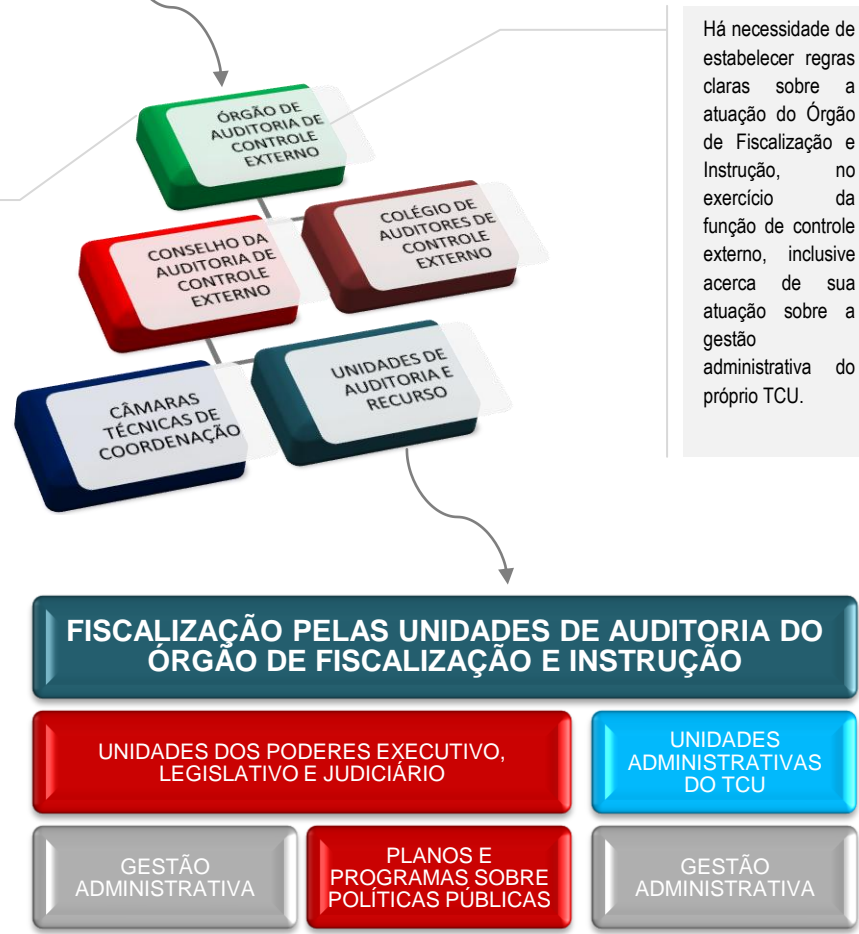 ÓRGÃO DE
AUDITORIA DE
CONTROLE
EXTERNO
CONSELHO DA
AUDITORIA DE
CONTROLE
EXTERNO
COLÉGIO DE
AUDITORES DE
CONTROLE
EXTERNO
CÂMARAS
TÉCNICAS DE
COORDENAÇÃO
UNIDADES DE
AUDITORIA E
RECURSO
Há necessidade de
estabelecer regras
claras sobre a
atuação do Órgão
de Fiscalização e
Instrução, no
exercício da
função de controle
externo, inclusive
acerca de sua
atuação sobre a
gestão
administrativa do
próprio TCU.
FISCALIZAÇÃO PELAS UNIDADES DE AUDITORIA DO
ÓRGÃO DE FISCALIZAÇÃO E INSTRUÇÃO
UNIDADES DOS PODERES EXECUTIVO,
LEGISLATIVO E JUDICIÁRIO
UNIDADES
ADMINISTRATIVAS
DO TCU
GESTÃO
ADMINISTRATIVA
PLANOS E
PROGRAMAS SOBRE
POLÍTICAS PÚBLICAS
GESTÃO
ADMINISTRATIVA